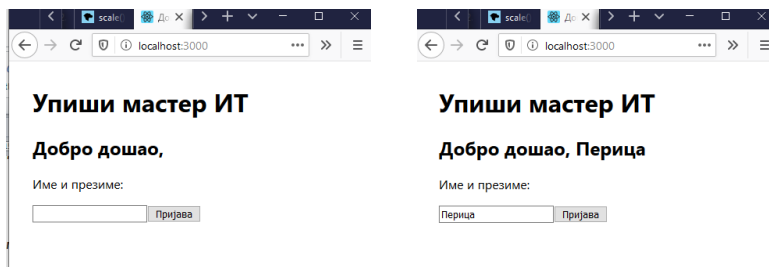 scale(
До
localhost:3000
Упиши мастер ИТ
Добро дошао,
Име и презиме:
Пријава
scale(
До
localhost:3000
Упиши мастер ИТ
Добро дошао, Перица
Име и презиме:
Перица Пријава